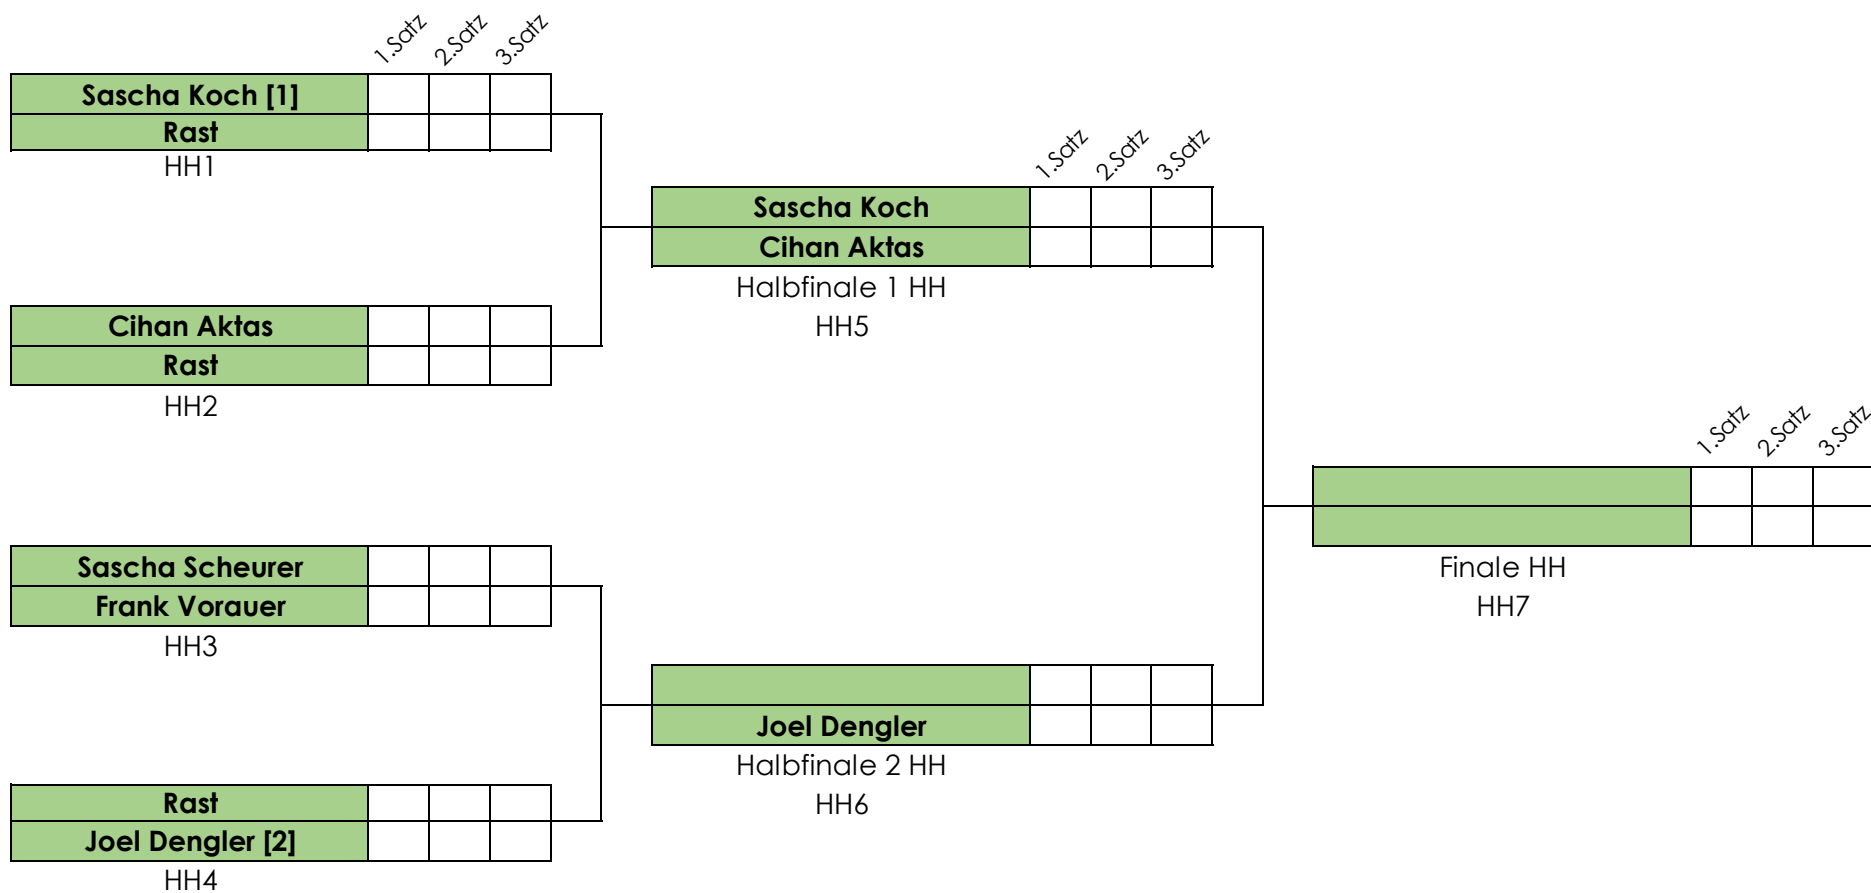 1.Satz 2.Satz 3.Satz
Sascha Koch [1]
Rast
HH1
1.Satz 2.Satz 3.Satz
Sascha Koch
Cihan Aktas
Halbfinale 1 HH
HH5
Cihan Aktas
Rast
HH2
1.Satz 2.Satz 3.Satz
Finale HH
HH7
Sascha Scheurer
Frank Vorauer
HH3
Joel Dengler
Halbfinale 2 HH
HH6
Rast
Joel Dengler [2]
HH4